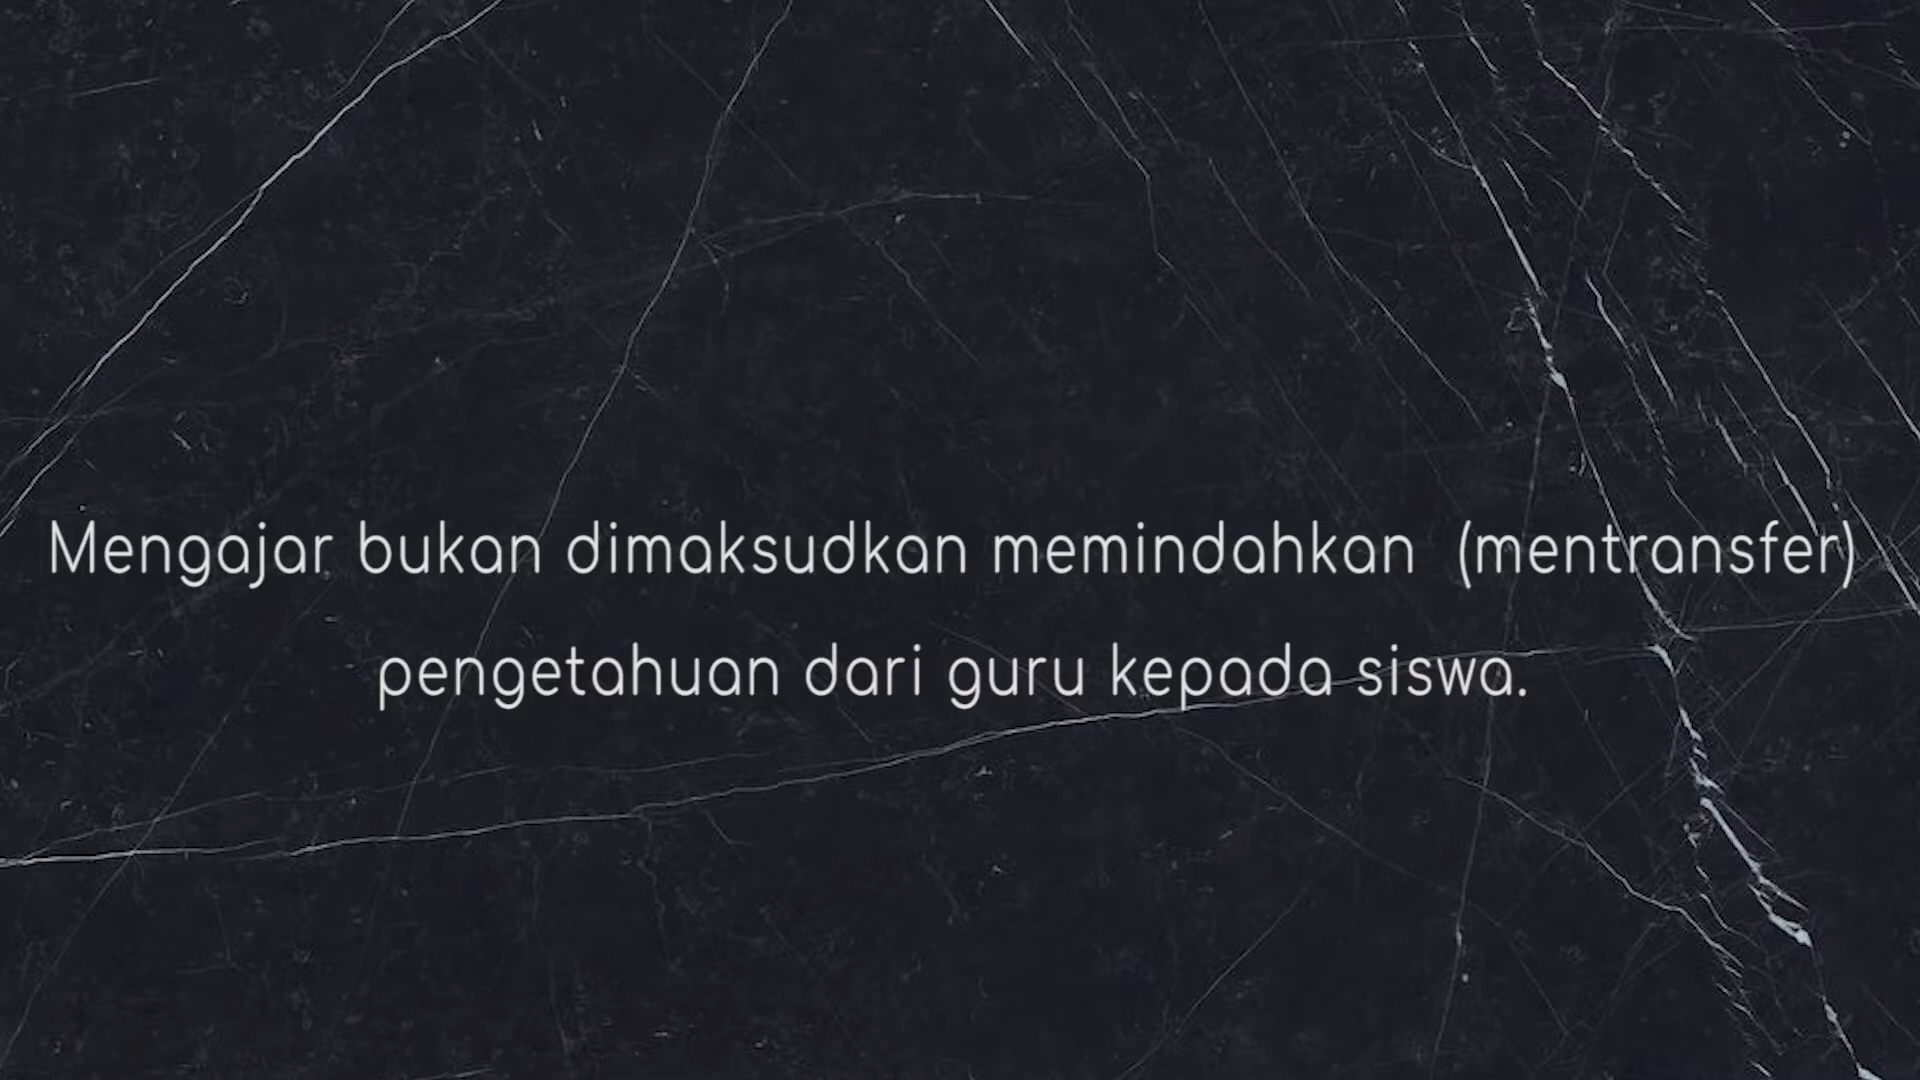 Mengajar bukan dimaksudkan memindahkan (mentransfer)
pengetahuan dari guru kepada siswa.